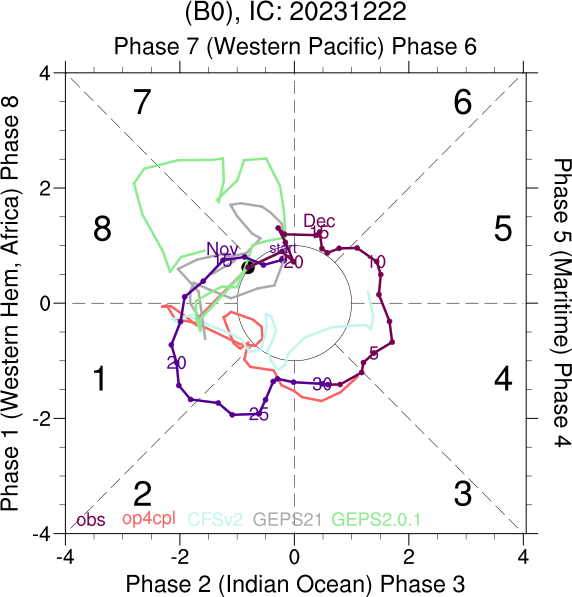 (B0), IC: 20231222
Phase 7 (Western Pacific) Phase 6
Phase 1 (Western Hem, Africa) Phase 8
Phase 5 (Maritime) Phase 4
4
2
0
-2
-4
7
6
8
5
1
4
2
3
Dec
15
Nov
15
start
20
10
5
20
30
25
obs op4cpl CFSv2 GEPS21 GEPS2.0.1
-4 -2 0 2 4
Phase 2 (Indian Ocean) Phase 3